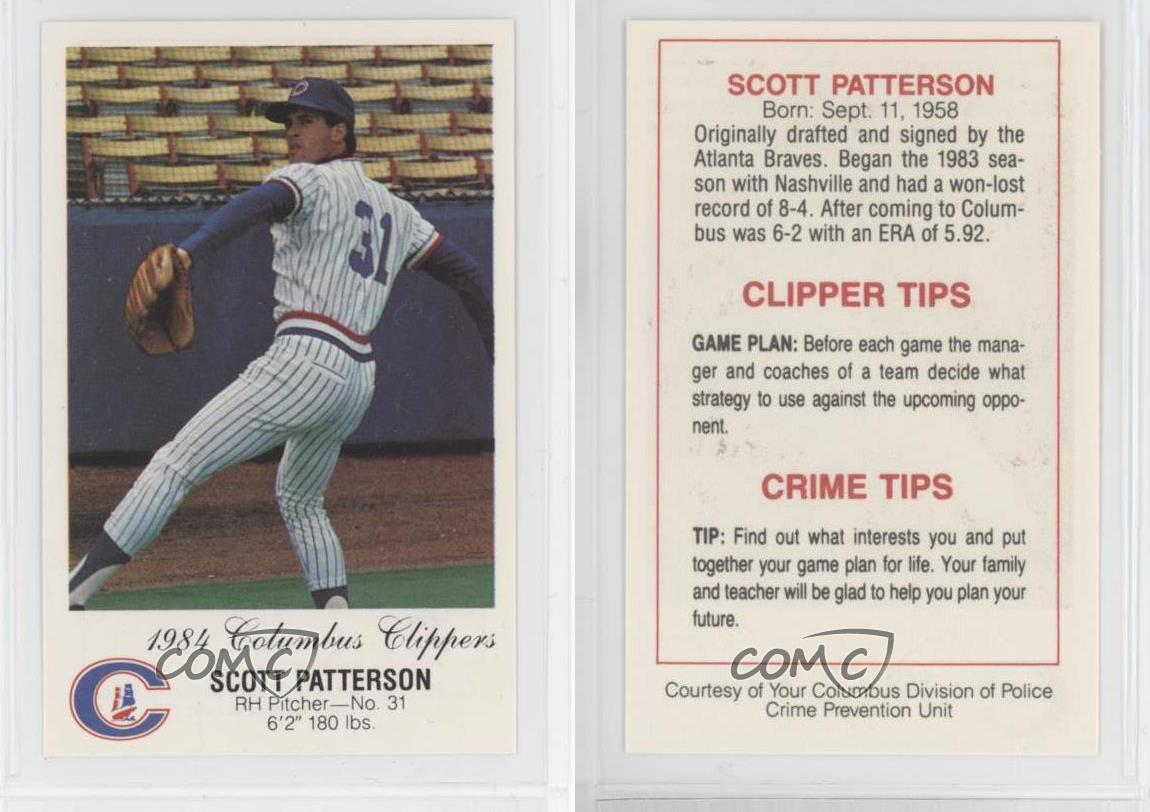 31
1984 Columbus Clippers
COMC
SCOTT PATTERSON
RH Pitcher—No. 31
6'2" 180 lbs.
C
SCOTT PATTERSON
Born: Sept. 11, 1958
Originally drafted and signed by the
Atlanta Braves. Began the 1983 sea-
son with Nashville and had a won-lost
record of 8-4. After coming to Colum-
bus was 6-2 with an ERA of 5.92.
CLIPPER TIPS
GAME PLAN: Before each game the mana-
ger and coaches of a team decide what
strategy to use against the upcoming oppo-
nent.
CRIME TIPS
TIP: Find out what interests you and put
together your game plan for life. Your family
and teacher will be glad to help you plan your
future.
COMC
Courtesy of Your Columbus Division of Police
Crime Prevention Unit